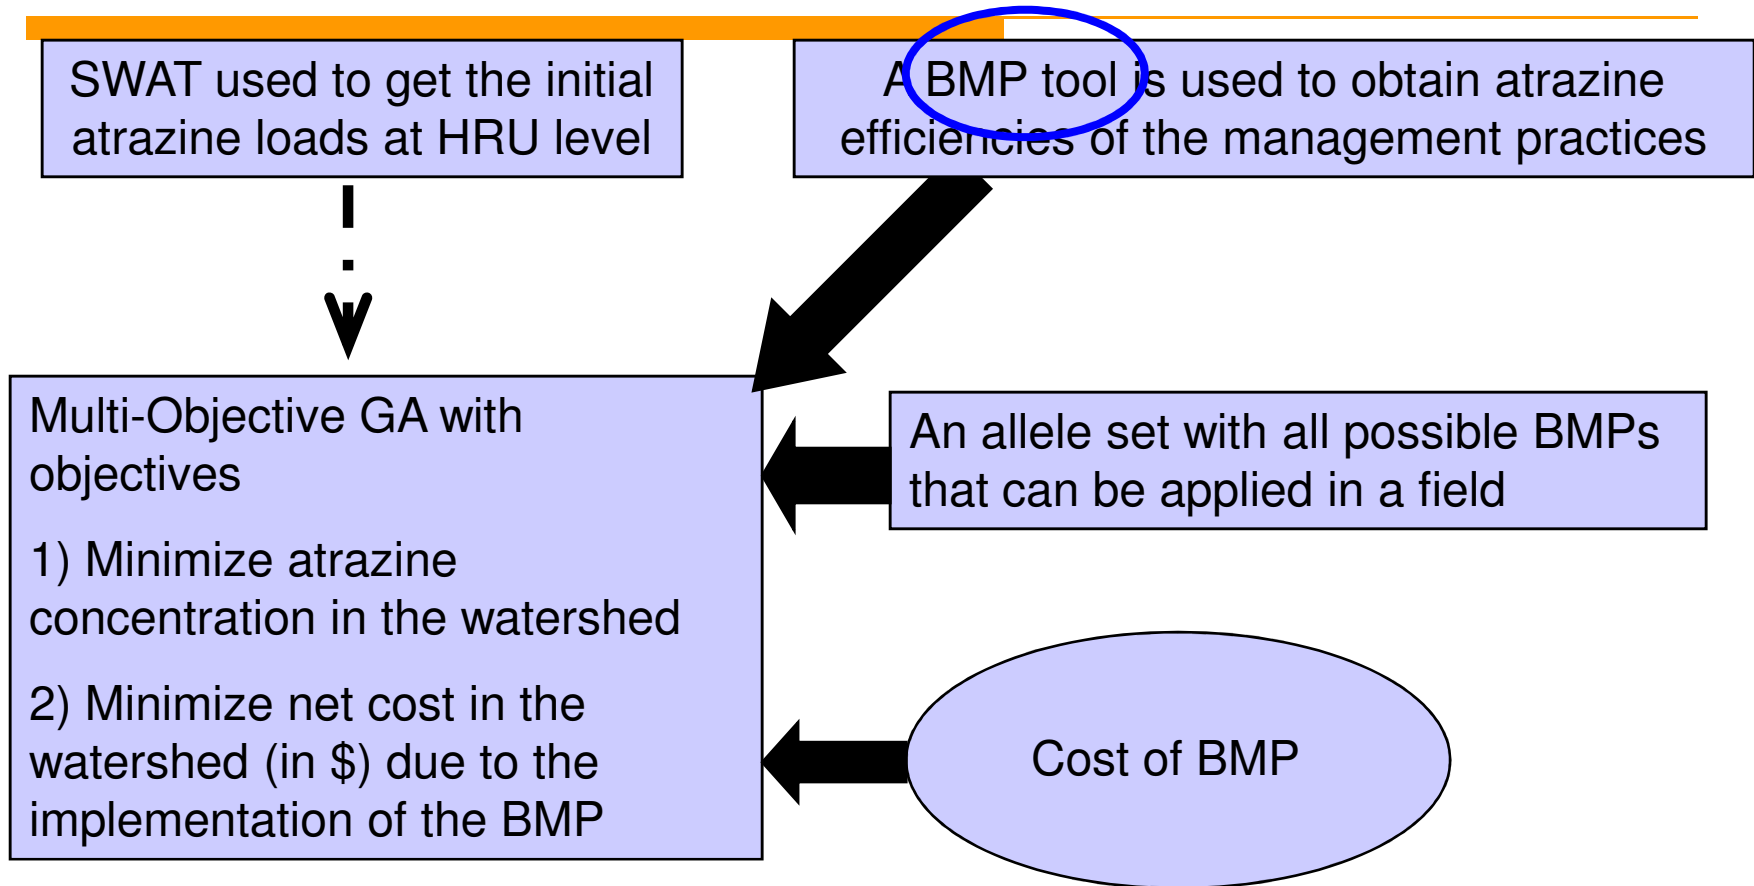 SWAT used to get the initial
atrazine loads at HRU level
A BMP tool is used to obtain atrazine
efficiencies of the management practices
Multi-Objective GA with
objectives
1) Minimize atrazine
concentration in the watershed
2) Minimize net cost in the
watershed (in $) due to the
implementation of the BMP
An allele set with all possible BMPs
that can be applied in a field
Cost of BMP